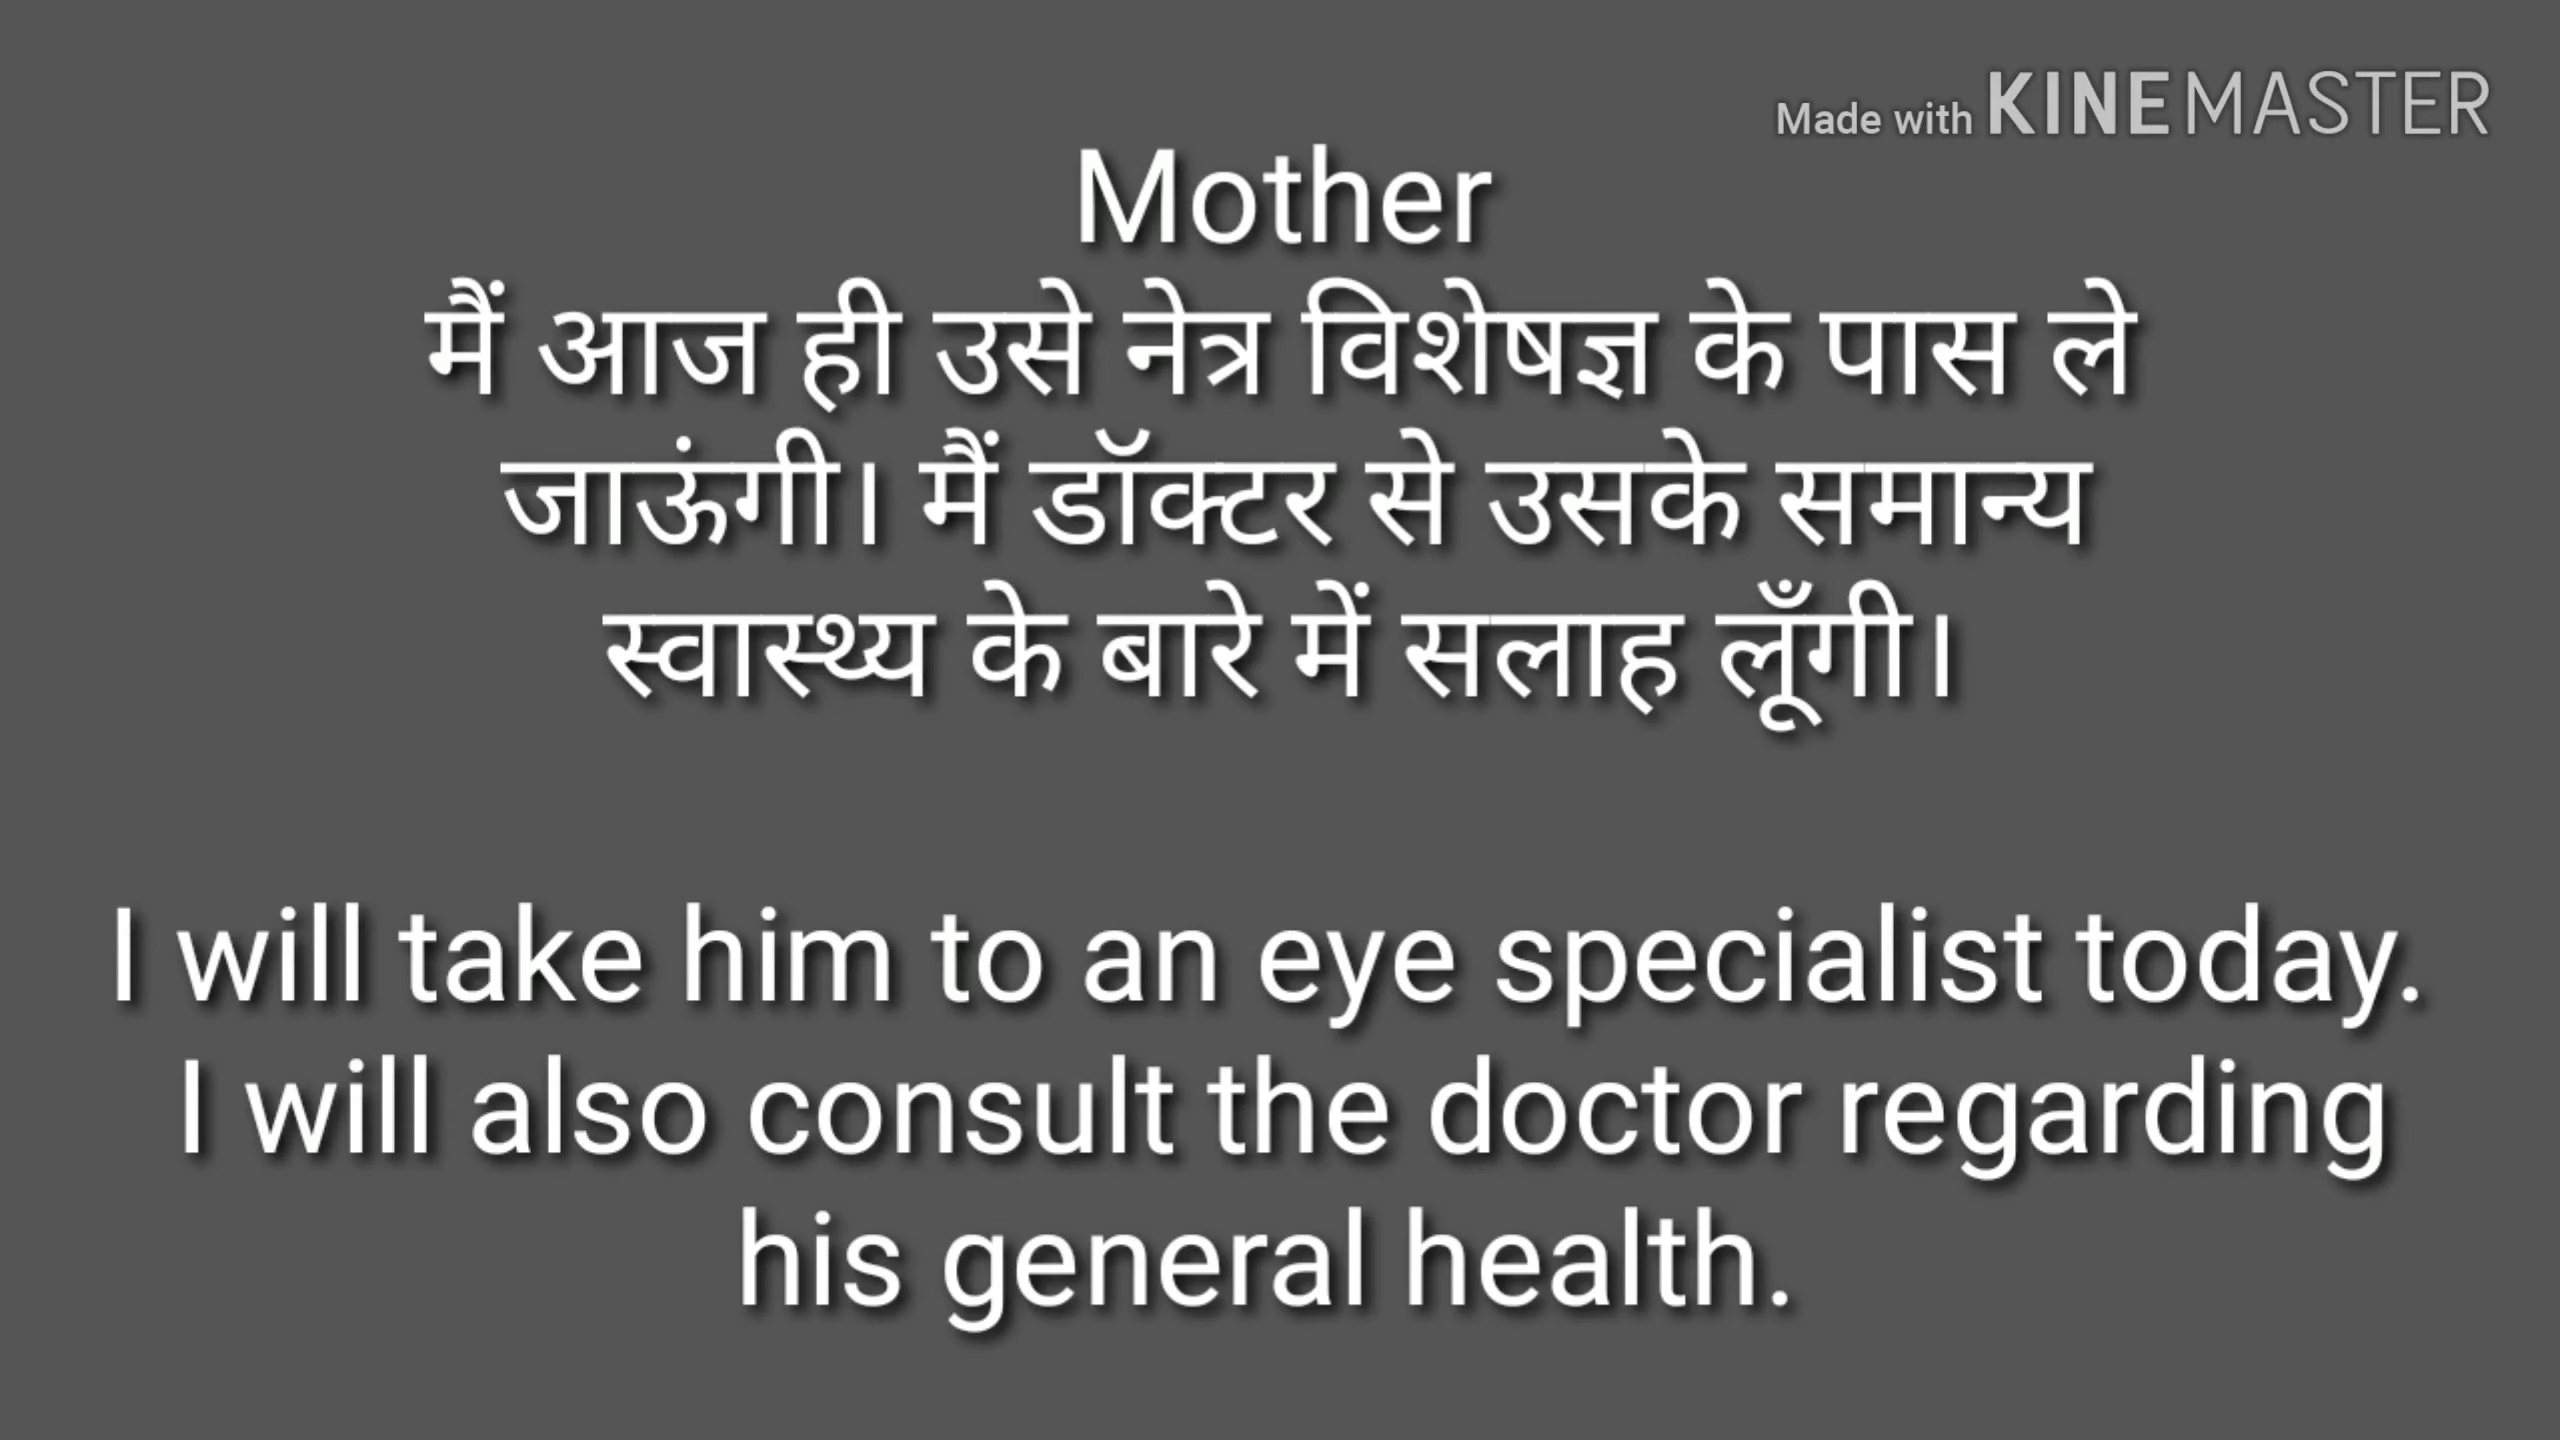 Made with KINEMASTER
Mother
मैं आज ही उसे नेत्र विशेषज्ञ के पास ले
जाऊंगी। मैं डॉक्टर से उसके समान्य
स्वास्थ्य के बारे में सलाह लूँगी।
I will take him to an eye specialist today.
I will also consult the doctor regarding
his general health.